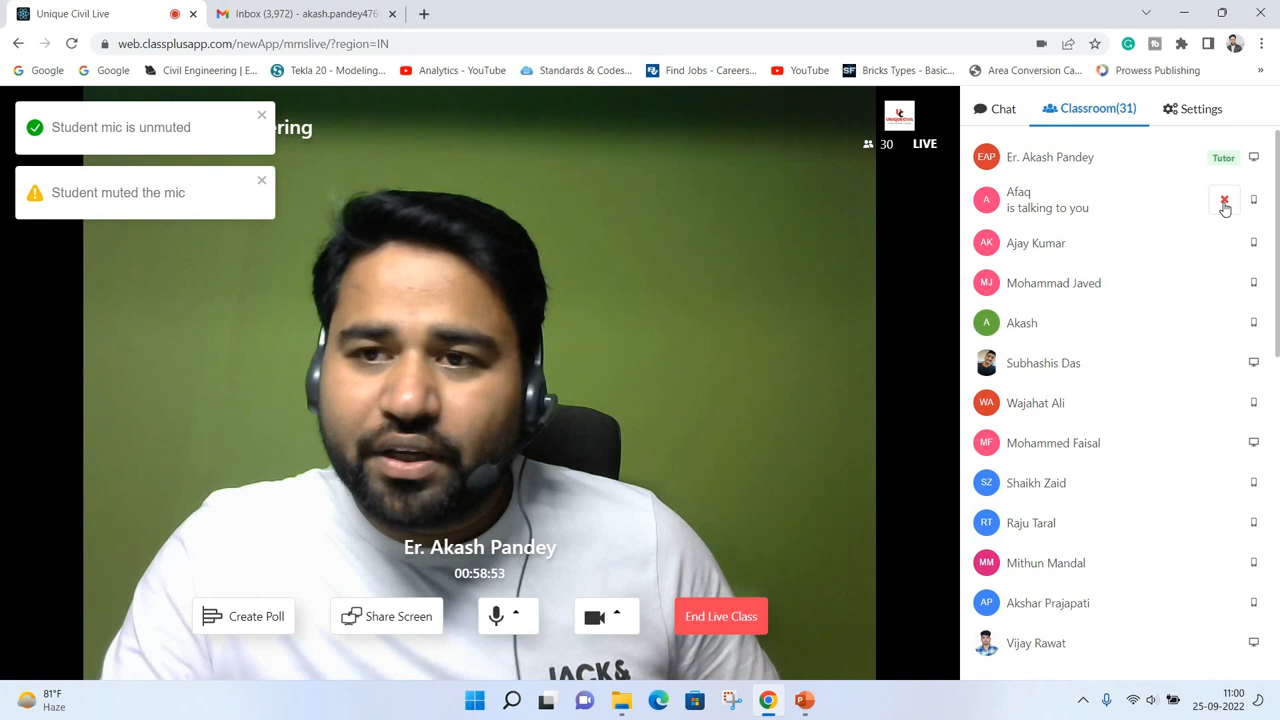 Unique Civil Live
Inbox (3,972) - akash.pandey476
web.classplusapp.com/newApp/mmslive/?region=IN
Google
Google
Civil Engineering | E...
Tekla 20 - Modeling...
Analytics - YouTube
Standards & Codes...
Find Jobs - Careers...
YouTube
Bricks Types - Basic...
Area Conversion Ca...
Prowess Publishing
»
Student mic is unmuted
ering
Student muted the mic
UNIQUE CIVIL
30 LIVE
Chat
Classroom(31)
Settings
EAP Er. Akash Pandey Tutor
A Afaq
is talking to you
AK Ajay Kumar
MJ Mohammad Javed
A Akash
Subhashis Das
WA Wajahat Ali
MF Mohammed Faisal
SZ Shaikh Zaid
RT Raju Taral
MM Mithun Mandal
AP Akshar Prajapati
Vijay Rawat
Er. Akash Pandey
00:58:53
Create Poll
Share Screen
End Live Class
JACK&
81°F
Haze
11:00
25-09-2022